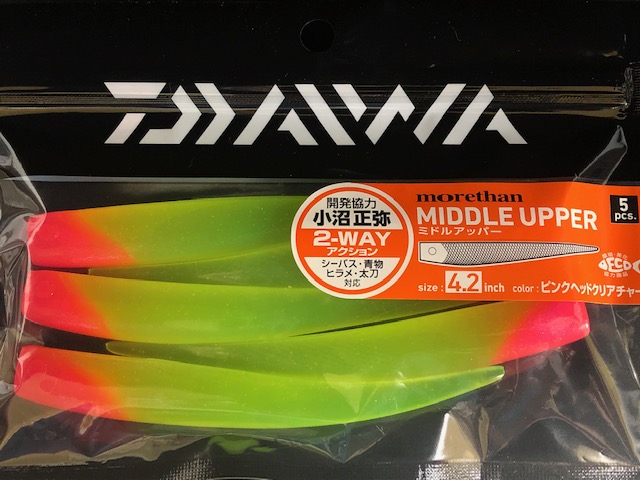 DAIWA
開発協力
小沼 正弥
2-WAY
アクション
シーバス・青物
ヒラメ・太刀
対応
morethan
MIDDLE UPPER
ミドルアッパー
5
pcs.
size : 4.2 inch color : ピンクヘッドクリアチャー
ECO